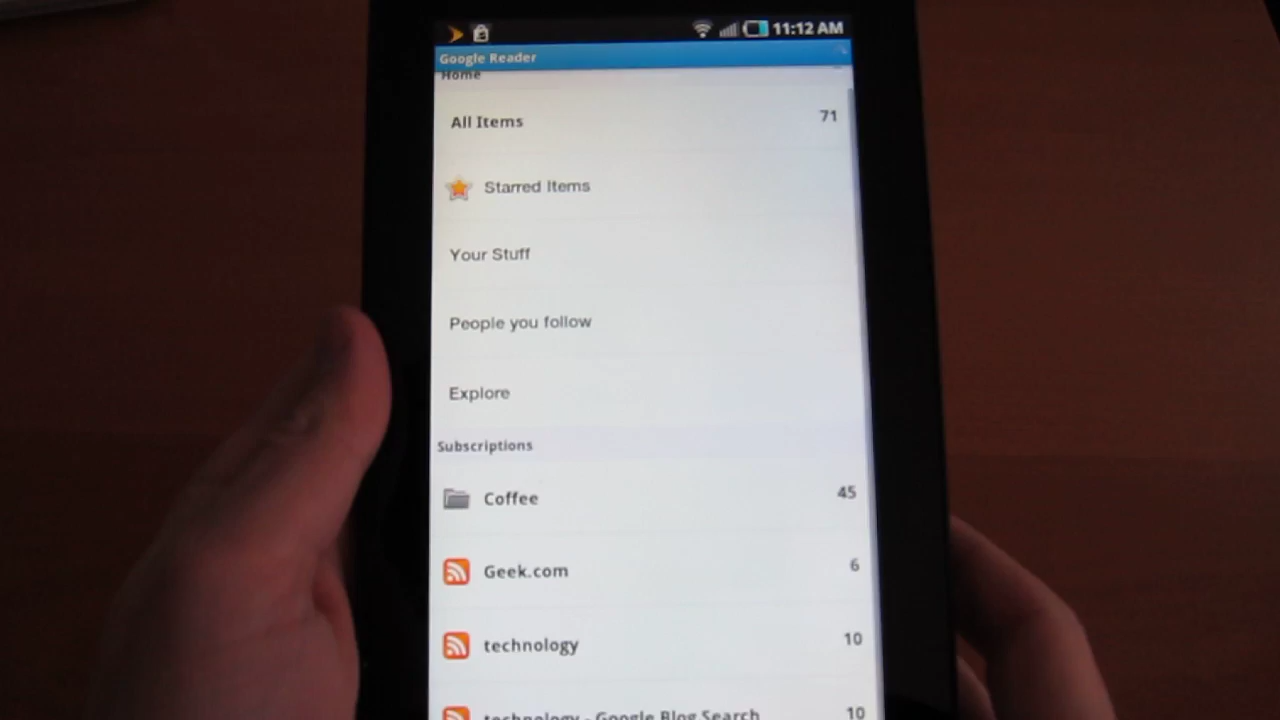 11:12 AM
Google Reader
Home
All Items 71
Starred Items
Your Stuff
People you follow
Explore
Subscriptions
Coffee 45
Geek.com 6
technology 10
technology - Google Blog Search 10